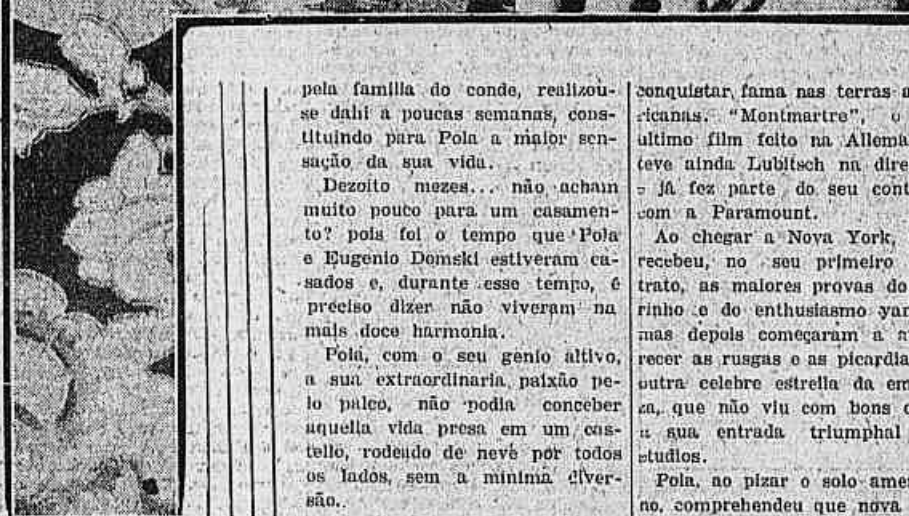 pela familia do conde, realizou-
se dahi a poucas semanas, cons-
tituindo para Pola a maior sen-
sação da sua vida.
Dezoito mezes... não acham
muito pouco para um casamen-
to? pois foi o tempo que Pola
e Eugenio Domski estiveram ca-
sados e, durante esse tempo, é
preciso dizer não viveram na
mais doce harmonia.
Pola, com o seu genio altivo,
a sua extraordinaria paixão pe-
lo palco, não podia conceber
aquella vida presa em um cas-
tello, rodeado de neve por todos
os lados, sem a minima diver-
são.
conquistar fama nas terras a
ricanas. "Montmartre", o
ultimo film feito na Allema
teve ainda Lubitsch na dire
e já fez parte do seu cont
com a Paramount.
Ao chegar a Nova York,
recebeu, no seu primeiro
trato, as maiores provas do
rinho e do enthusiasmo yan
mas depois começaram a
recer as rusgas e as picardia
outra celebre estrella da em
za, que não viu com bons
a sua entrada triumphal
studios.
Pola, ao pizar o solo ame
no, comprehendeu que nova